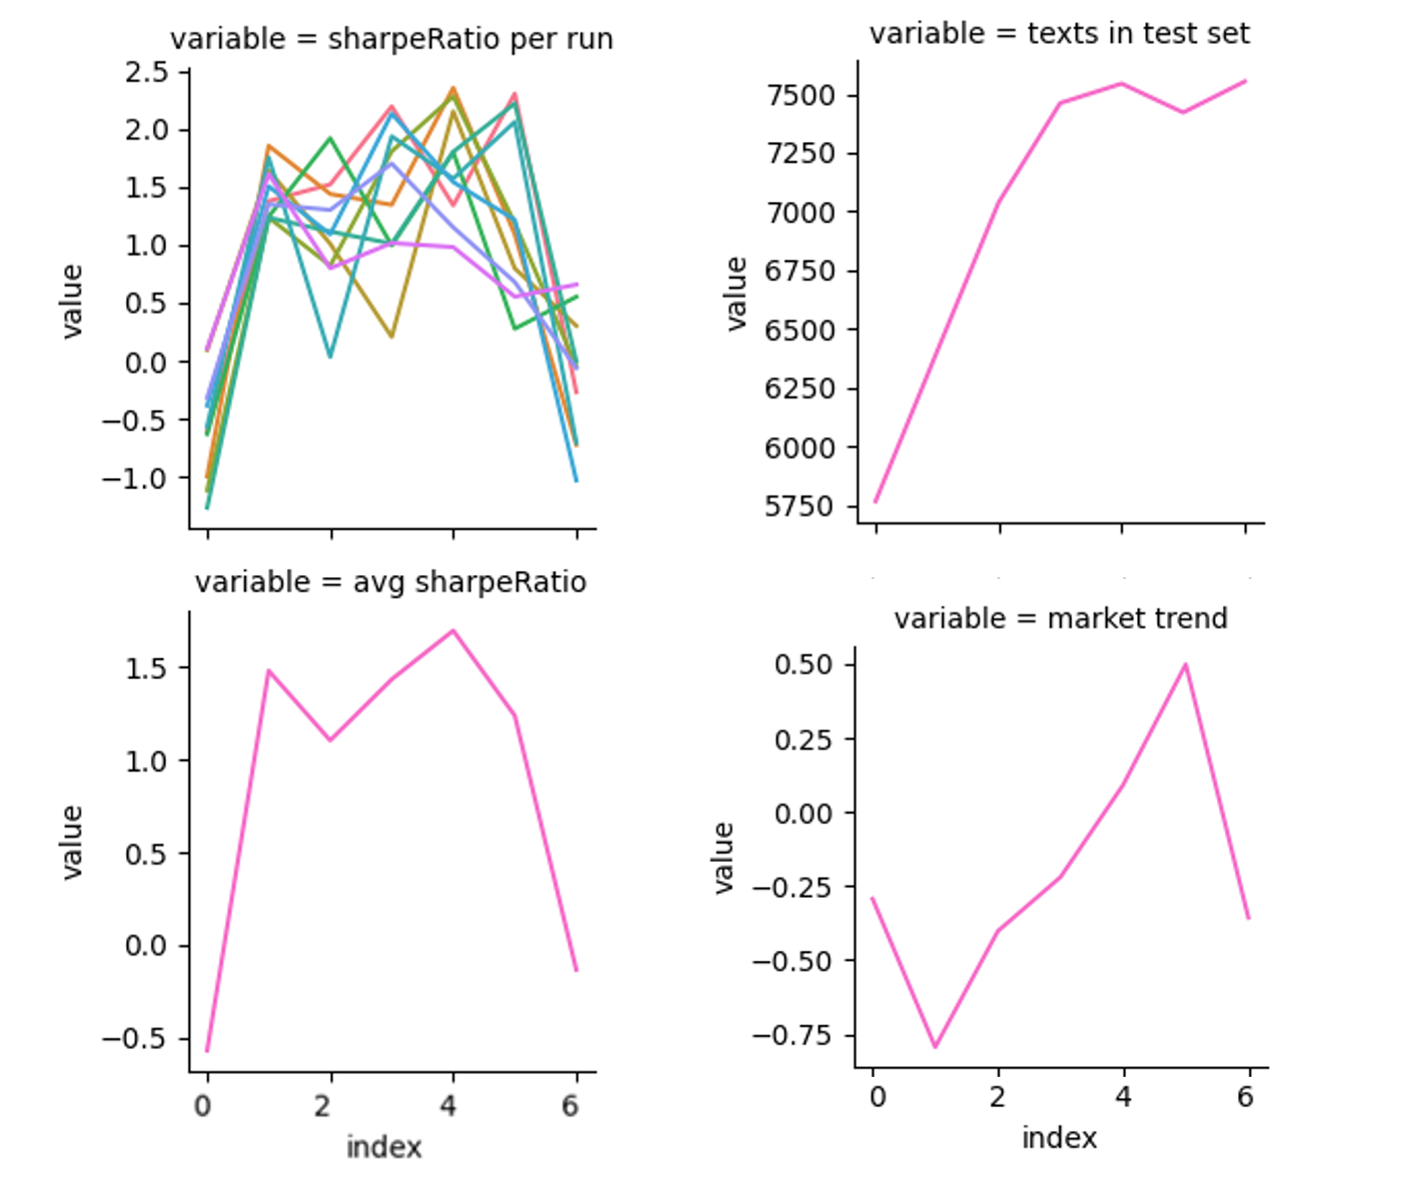 variable = sharpeRatio per run
2.5
2.0
1.5
1.0
0.5
0.0
−0.5
−1.0
value
variable = texts in test set
7500
7250
7000
6750
6500
6250
6000
5750
value
variable = avg sharpeRatio
1.5
1.0
0.5
0.0
−0.5
value
0 2 4 6
index
variable = market trend
0.50
0.25
0.00
−0.25
−0.50
−0.75
value
0 2 4 6
index